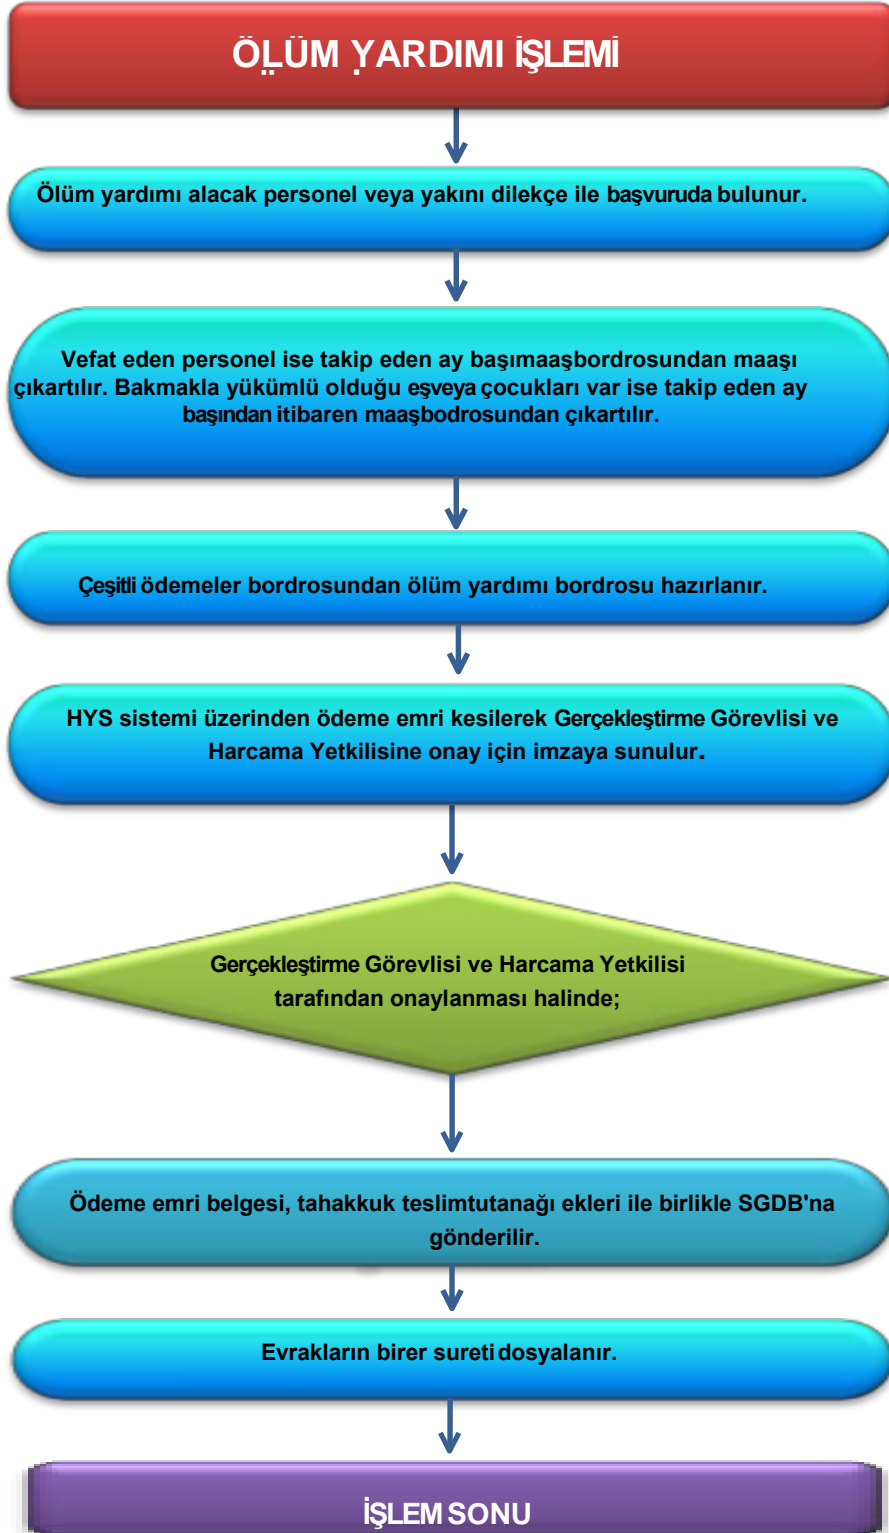 ÖLÜM YARDIMI İŞLEMİ
Ölüm yardımı alacak personel veya yakını dilekçe ile başvuruda bulunur.
Vefat eden personel ise takip eden ay başımaaşbordrosundan maaşı
çıkartılır. Bakmakla yükümlü olduğu eşveya çocukları var ise takip eden ay
başından itibaren maaşbodrosundan çıkartılır.
Çeşitli ödemeler bordrosundan ölüm yardımı bordrosu hazırlanır.
HYS sistemi üzerinden ödeme emri kesilerek Gerçekleştirme Görevlisi ve
Harcama Yetkilisine onay için imzaya sunulur.
Gerçekleştirme Görevlisi ve Harcama Yetkilisi
tarafından onaylanması halinde;
Ödeme emri belgesi, tahakkuk teslimtutanağı ekleri ile birlikle SGDB'na
gönderilir.
Evrakların birer sureti dosyalanır.
İŞLEM SONU